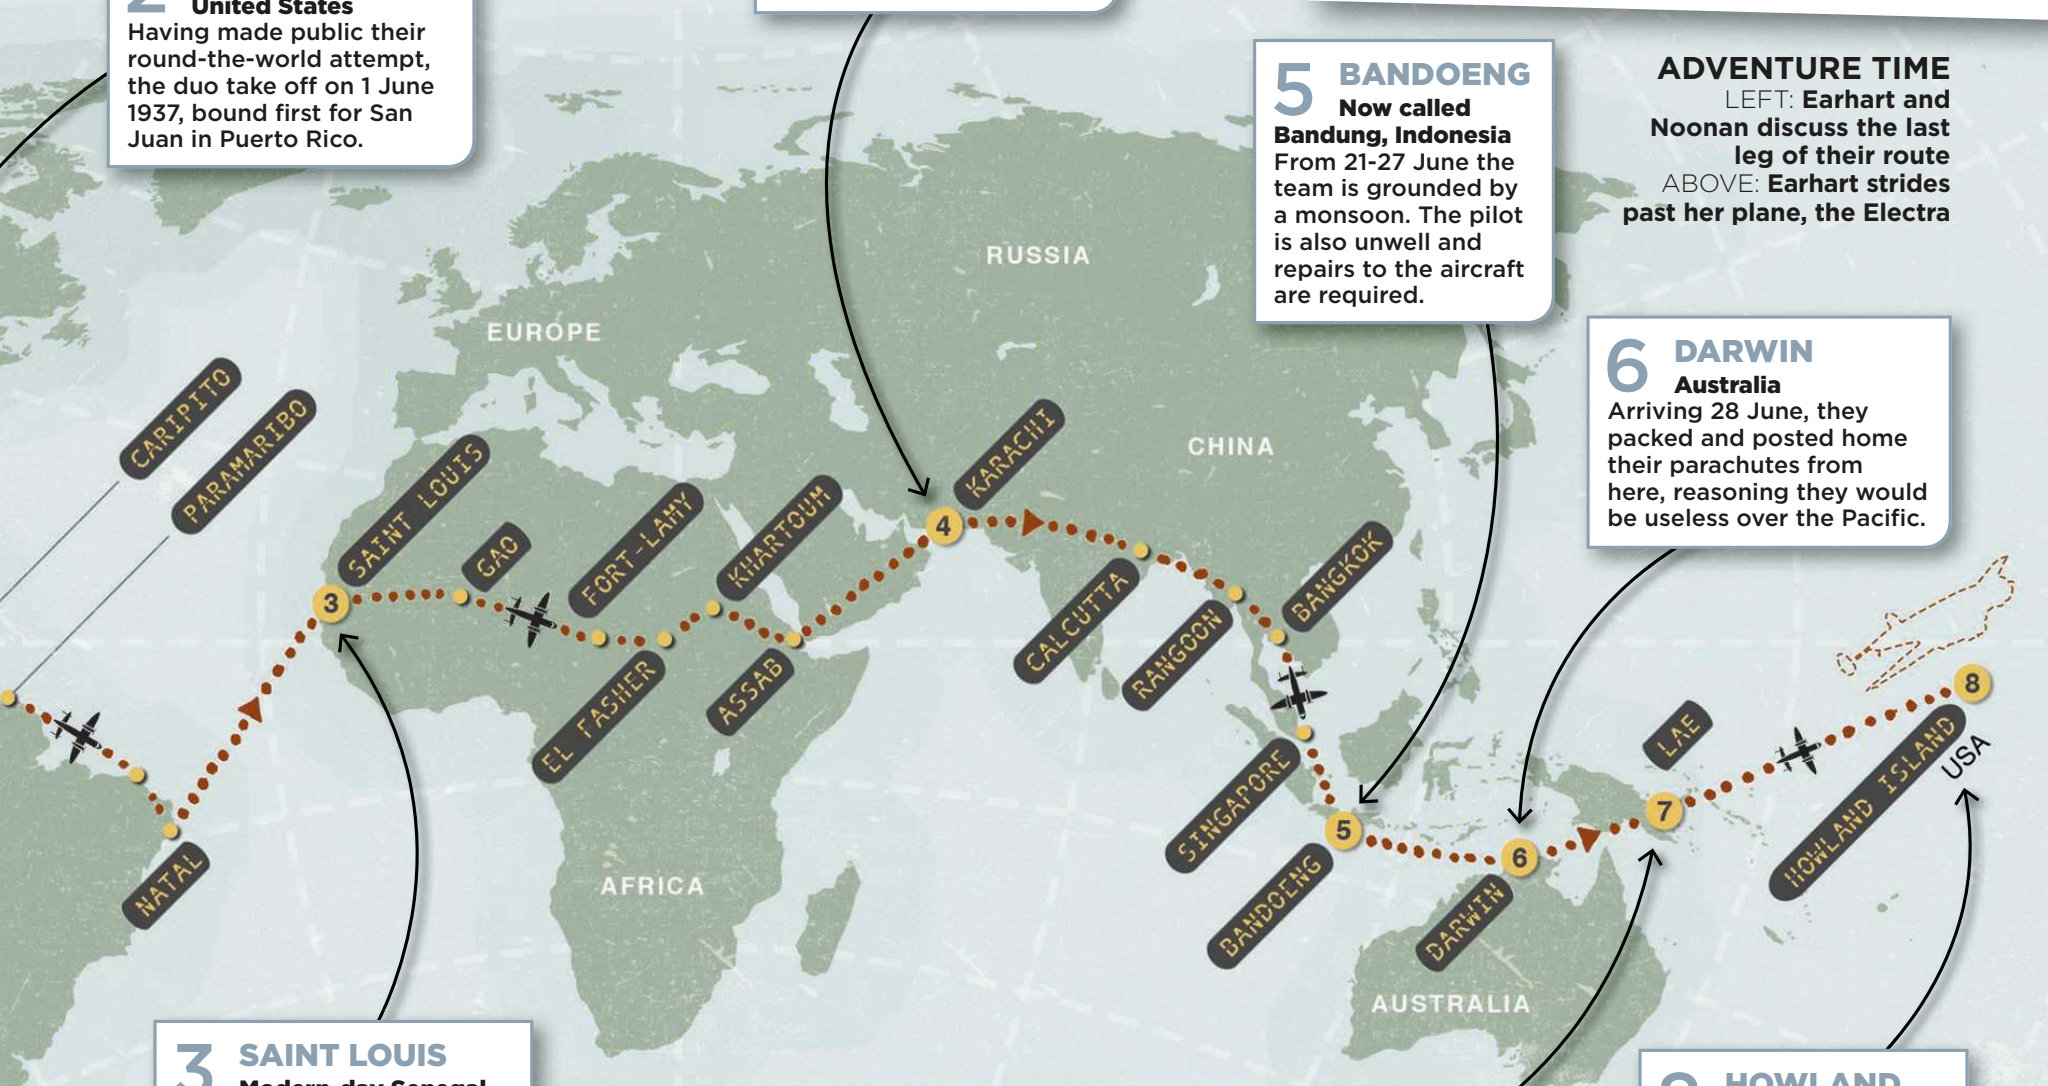 2
United States
Having made public their
round-the-world attempt,
the duo take off on 1 June
1937, bound first for San
Juan in Puerto Rico.
5 BANDOENG
Now called
Bandung, Indonesia
From 21-27 June the
team is grounded by
a monsoon. The pilot
is also unwell and
repairs to the aircraft
are required.
ADVENTURE TIME
LEFT: Earhart and
Noonan discuss the last
leg of their route
ABOVE: Earhart strides
past her plane, the Electra
6 DARWIN
Australia
Arriving 28 June, they
packed and posted home
their parachutes from
here, reasoning they would
be useless over the Pacific.
RUSSIA
EUROPE
CHINA
AFRICA
AUSTRALIA
CARIPITO
PARAMARIBO
NATAL
3
SAINT LOUIS
GAO
FORT-LAMY
EL FASHER
KHARTOUM
ASSAB
4
KARACHI
CALCUTTA
RANGOON
BANGKOK
SINGAPORE
5
BANDOENG
6
DARWIN
7
LAE
8
HOWLAND ISLAND
USA
3 SAINT LOUIS
Modern-day Senegal
8 HOWLAND